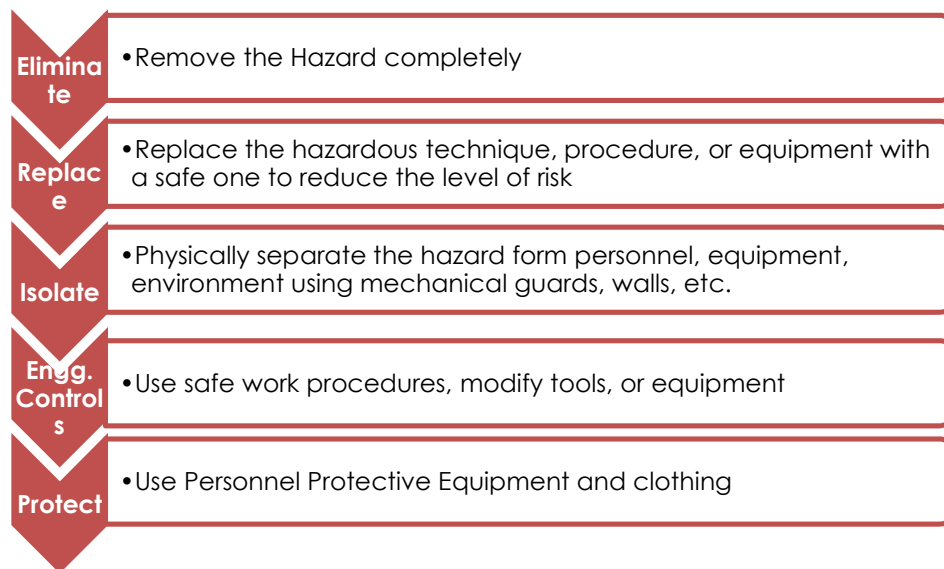 Elimina
te
•Remove the Hazard completely
Replac
e
•Replace the hazardous technique, procedure, or equipment with
a safe one to reduce the level of risk
Isolate
•Physically separate the hazard form personnel, equipment,
environment using mechanical guards, walls, etc.
Engg.
Control
s
•Use safe work procedures, modify tools, or equipment
Protect
•Use Personnel Protective Equipment and clothing